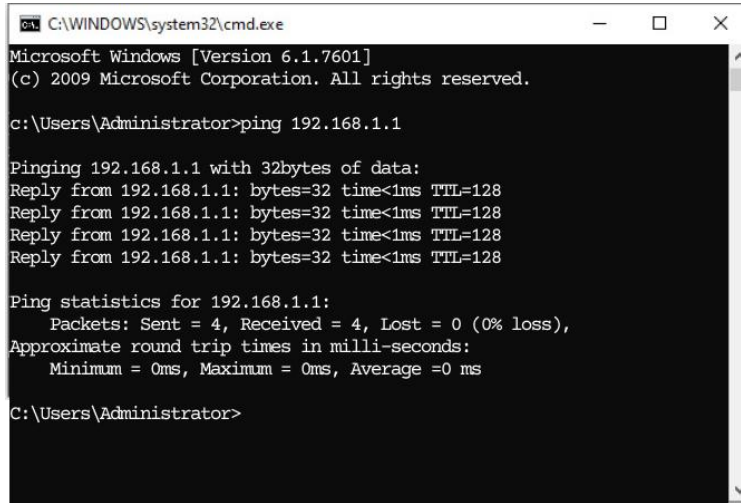 C:\WINDOWS\system32\cmd.exe
Microsoft Windows [Version 6.1.7601]
(c) 2009 Microsoft Corporation. All rights reserved.
c:\Users\Administrator>ping 192.168.1.1
Pinging 192.168.1.1 with 32bytes of data:
Reply from 192.168.1.1: bytes=32 time<1ms TTL=128
Reply from 192.168.1.1: bytes=32 time<1ms TTL=128
Reply from 192.168.1.1: bytes=32 time<1ms TTL=128
Reply from 192.168.1.1: bytes=32 time<1ms TTL=128
Ping statistics for 192.168.1.1:
Packets: Sent = 4, Received = 4, Lost = 0 (0% loss),
Approximate round trip times in milli-seconds:
Minimum = 0ms, Maximum = 0ms, Average =0 ms
C:\Users\Administrator>